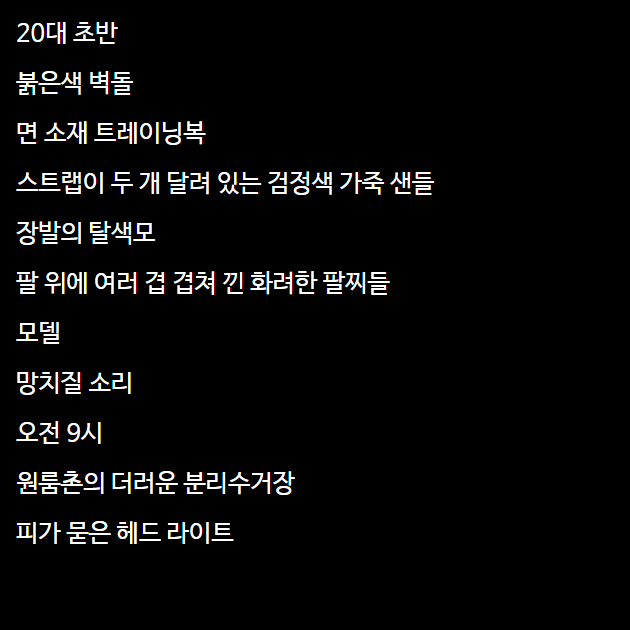 20대 초반
붉은색 벽돌
면 소재 트레이닝복
스트랩이 두 개 달려 있는 검정색 가죽 샌들
장발의 탈색모
팔 위에 여러 겹 겹쳐 낀 화려한 팔찌들
모델
망치질 소리
오전 9시
원룸촌의 더러운 분리수거장
피가 묻은 헤드 라이트